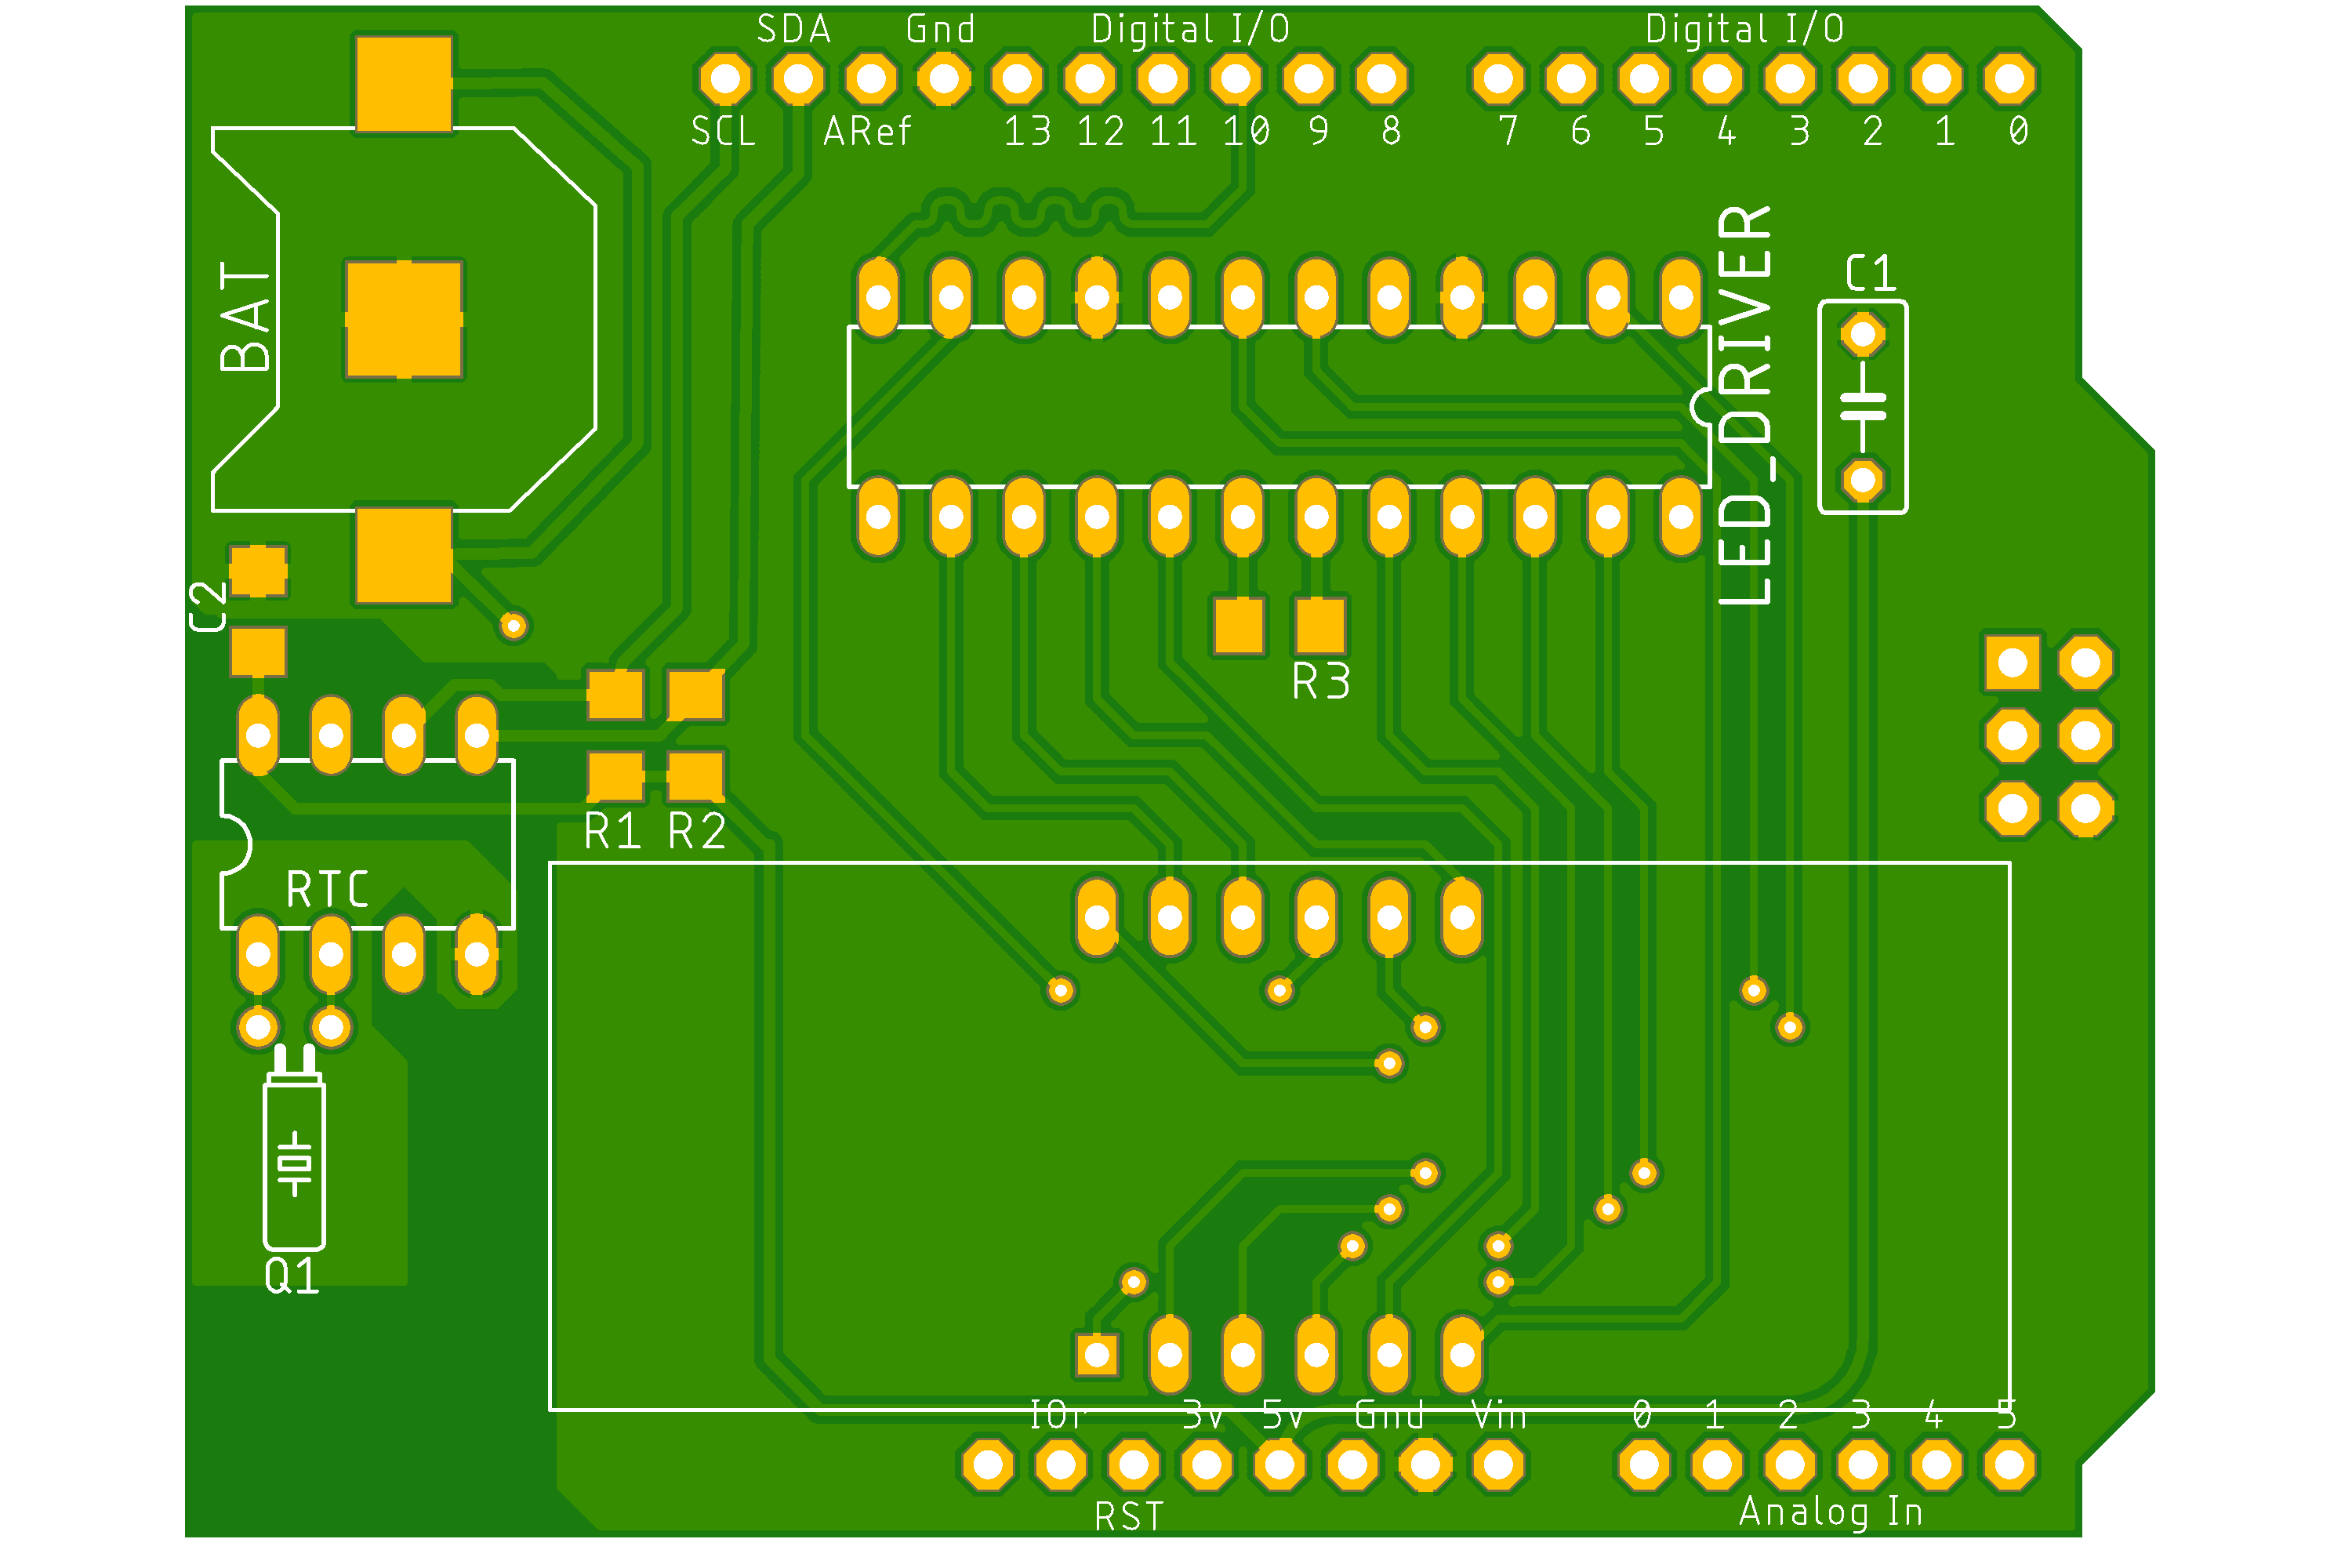 SDA Gnd Digital I/O Digital I/O
SCL ARef 13 12 11 10 9 8 7 6 5 4 3 2 1 0
BAT
LED_DRIVER
C1
C2
R3
R1 R2
RTC
Q1
IOr 3v 5v Gnd Vin 0 1 2 3 4 5
RST Analog In